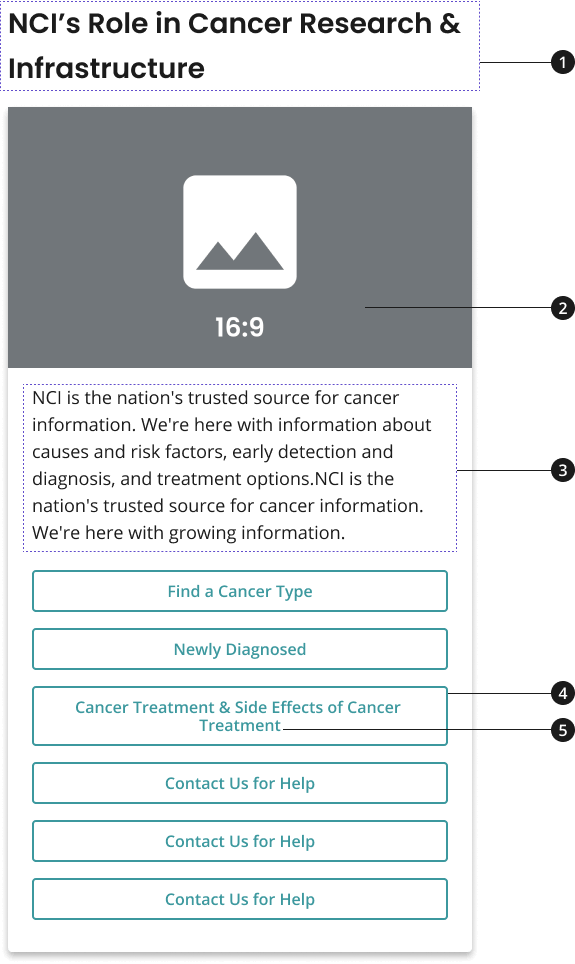 NCI’s Role in Cancer Research &
Infrastructure
1
16:9
2
NCI is the nation's trusted source for cancer
information. We're here with information about
causes and risk factors, early detection and
diagnosis, and treatment options.NCI is the
nation's trusted source for cancer information.
We're here with growing information.
3
Find a Cancer Type
Newly Diagnosed
Cancer Treatment & Side Effects of Cancer
Treatment
4
5
Contact Us for Help
Contact Us for Help
Contact Us for Help